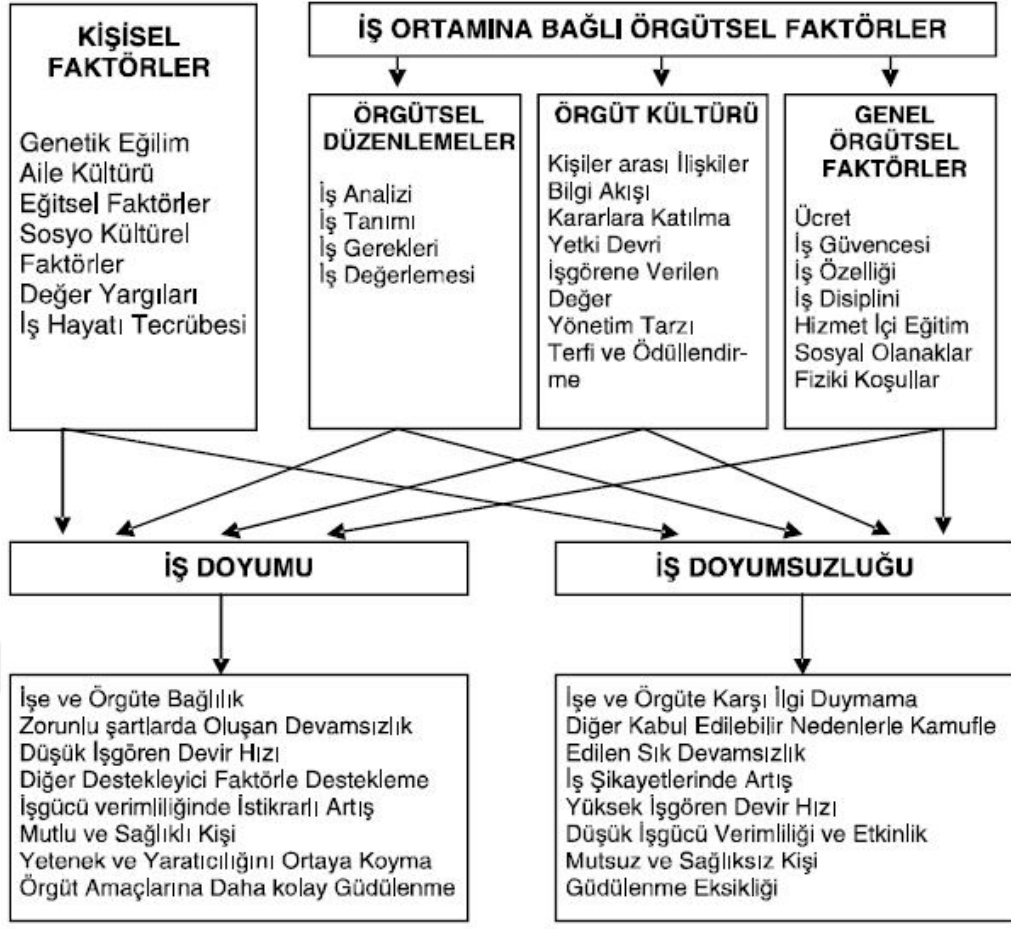 KİŞİSEL
FAKTÖRLER
Genetik Eğilim
Aile Kültürü
Eğitsel Faktörler
Sosyo Kültürel
Faktörler
Değer Yargıları
İş Hayatı Tecrübesi
İŞ ORTAMINA BAĞLI ÖRGÜTSEL FAKTÖRLER
ÖRGÜTSEL
DÜZENLEMELER
İş Analizi
İş Tanımı
İş Gerekleri
İş Değerlemesi
ÖRGÜT KÜLTÜRÜ
Kişiler arası İlişkiler
Bilgi Akışı
Kararlara Katılma
Yetki Devri
İşgörene Verilen
Değer
Yönetim Tarzı
Terfi ve Ödüllendir-
me
GENEL
ÖRGÜTSEL
FAKTÖRLER
Ücret
İş Güvencesi
İş Özelliği
İş Disiplini
Hizmet İçi Eğitim
Sosyal Olanaklar
Fiziki Koşullar
İŞ DOYUMU
İşe ve Örgüte Bağlılık
Zorunlu şartlarda Oluşan Devamsızlık
Düşük İşgören Devir Hızı
Diğer Destekleyici Faktörle Destekleme
İşgücü verimliliğinde İstikrarlı Artış
Mutlu ve Sağlıklı Kişi
Yetenek ve Yaratıcılığını Ortaya Koyma
Örgüt Amaçlarına Daha kolay Güdülenme
İŞ DOYUMSUZLUĞU
İşe ve Örgüte Karşı İlgi Duymama
Diğer Kabul Edilebilir Nedenlerle Kamufle
Edilen Sık Devamsızlık
İş Şikayetlerinde Artış
Yüksek İşgören Devir Hızı
Düşük İşgücü Verimliliği ve Etkinlik
Mutsuz ve Sağlıksız Kişi
Güdülenme Eksikliği